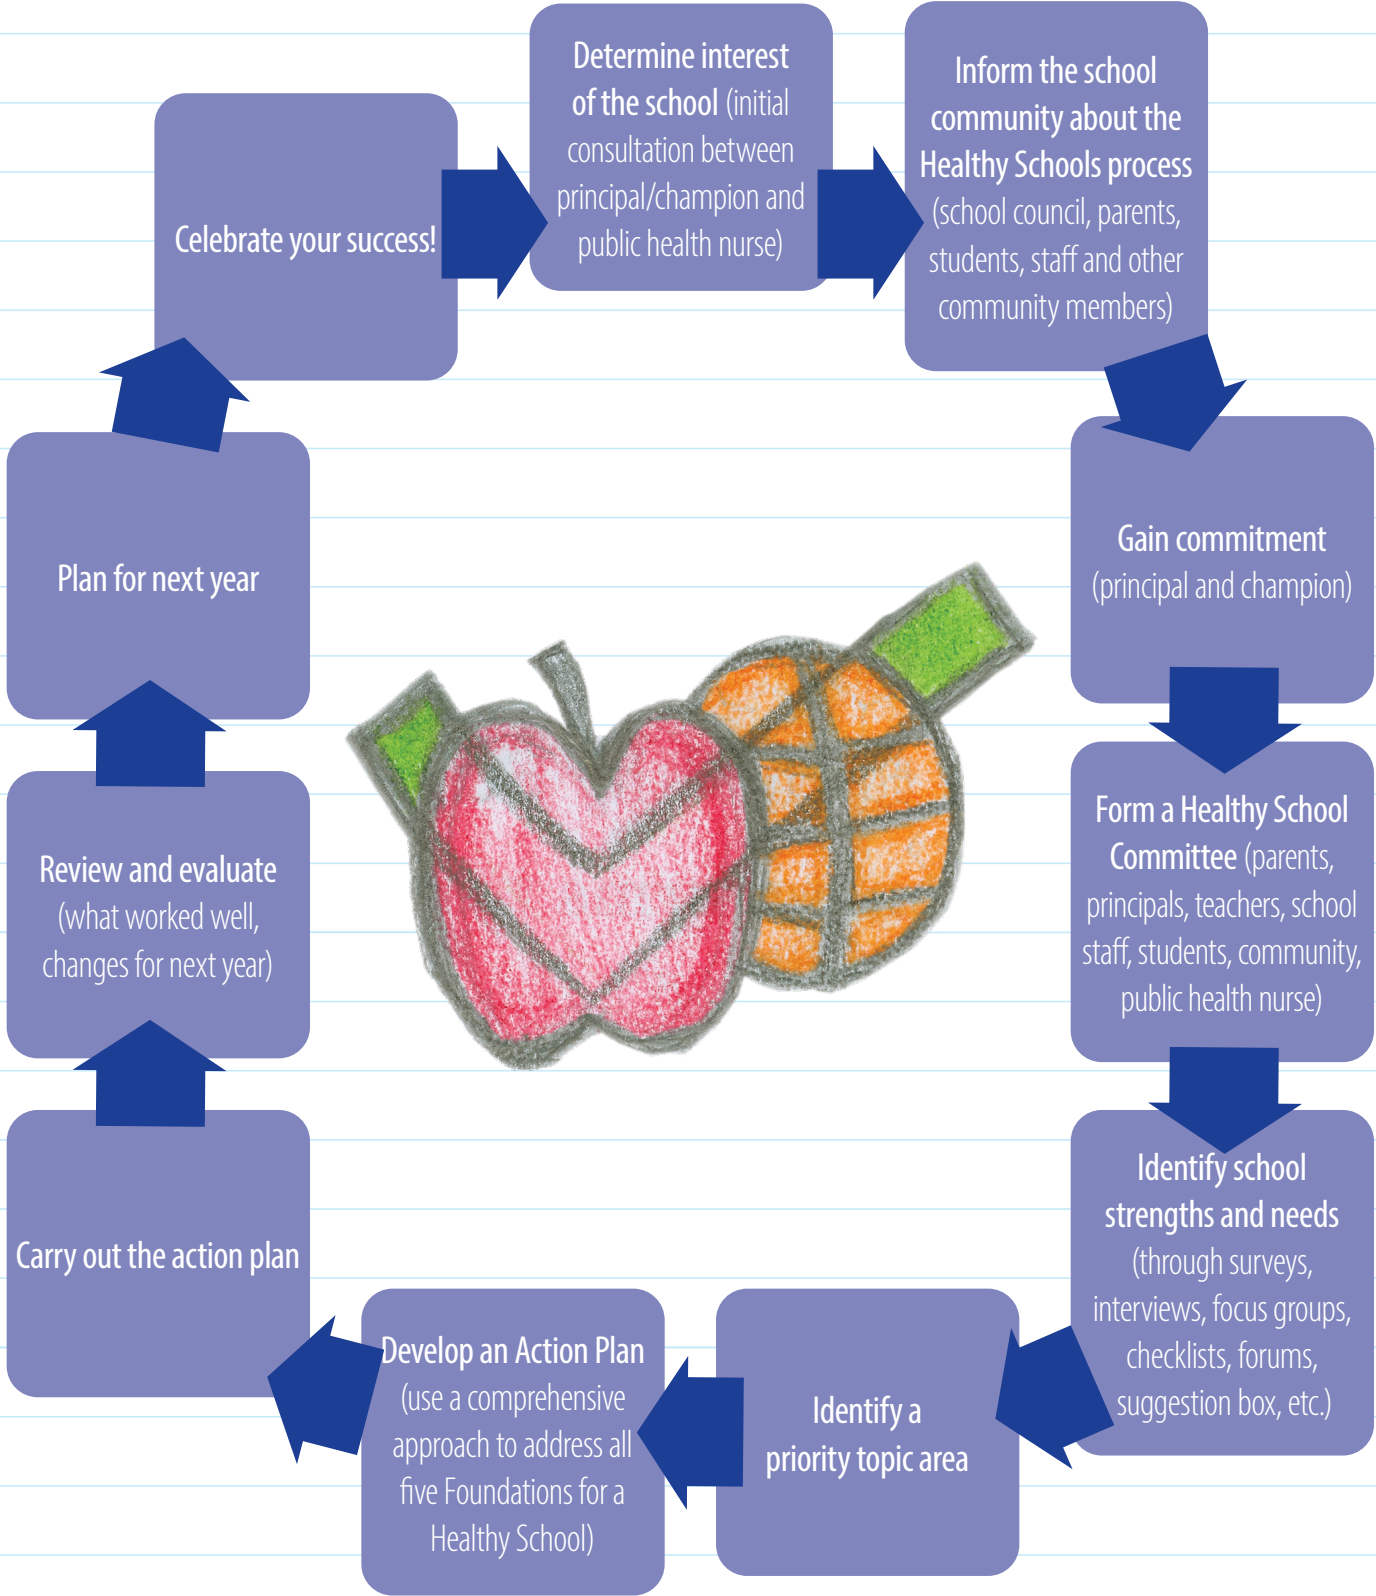 Determine interest
of the school (initial
consultation between
principal/champion and
public health nurse)
Inform the school
community about the
Healthy Schools process
(school council, parents,
students, staff and other
community members)
Gain commitment
(principal and champion)
Form a Healthy School
Committee (parents,
principals, teachers, school
staff, students, community,
public health nurse)
Identify school
strengths and needs
(through surveys,
interviews, focus groups,
checklists, forums,
suggestion box, etc.)
Identify a
priority topic area
Develop an Action Plan
(use a comprehensive
approach to address all
five Foundations for a
Healthy School)
Carry out the action plan
Review and evaluate
(what worked well,
changes for next year)
Plan for next year
Celebrate your success!